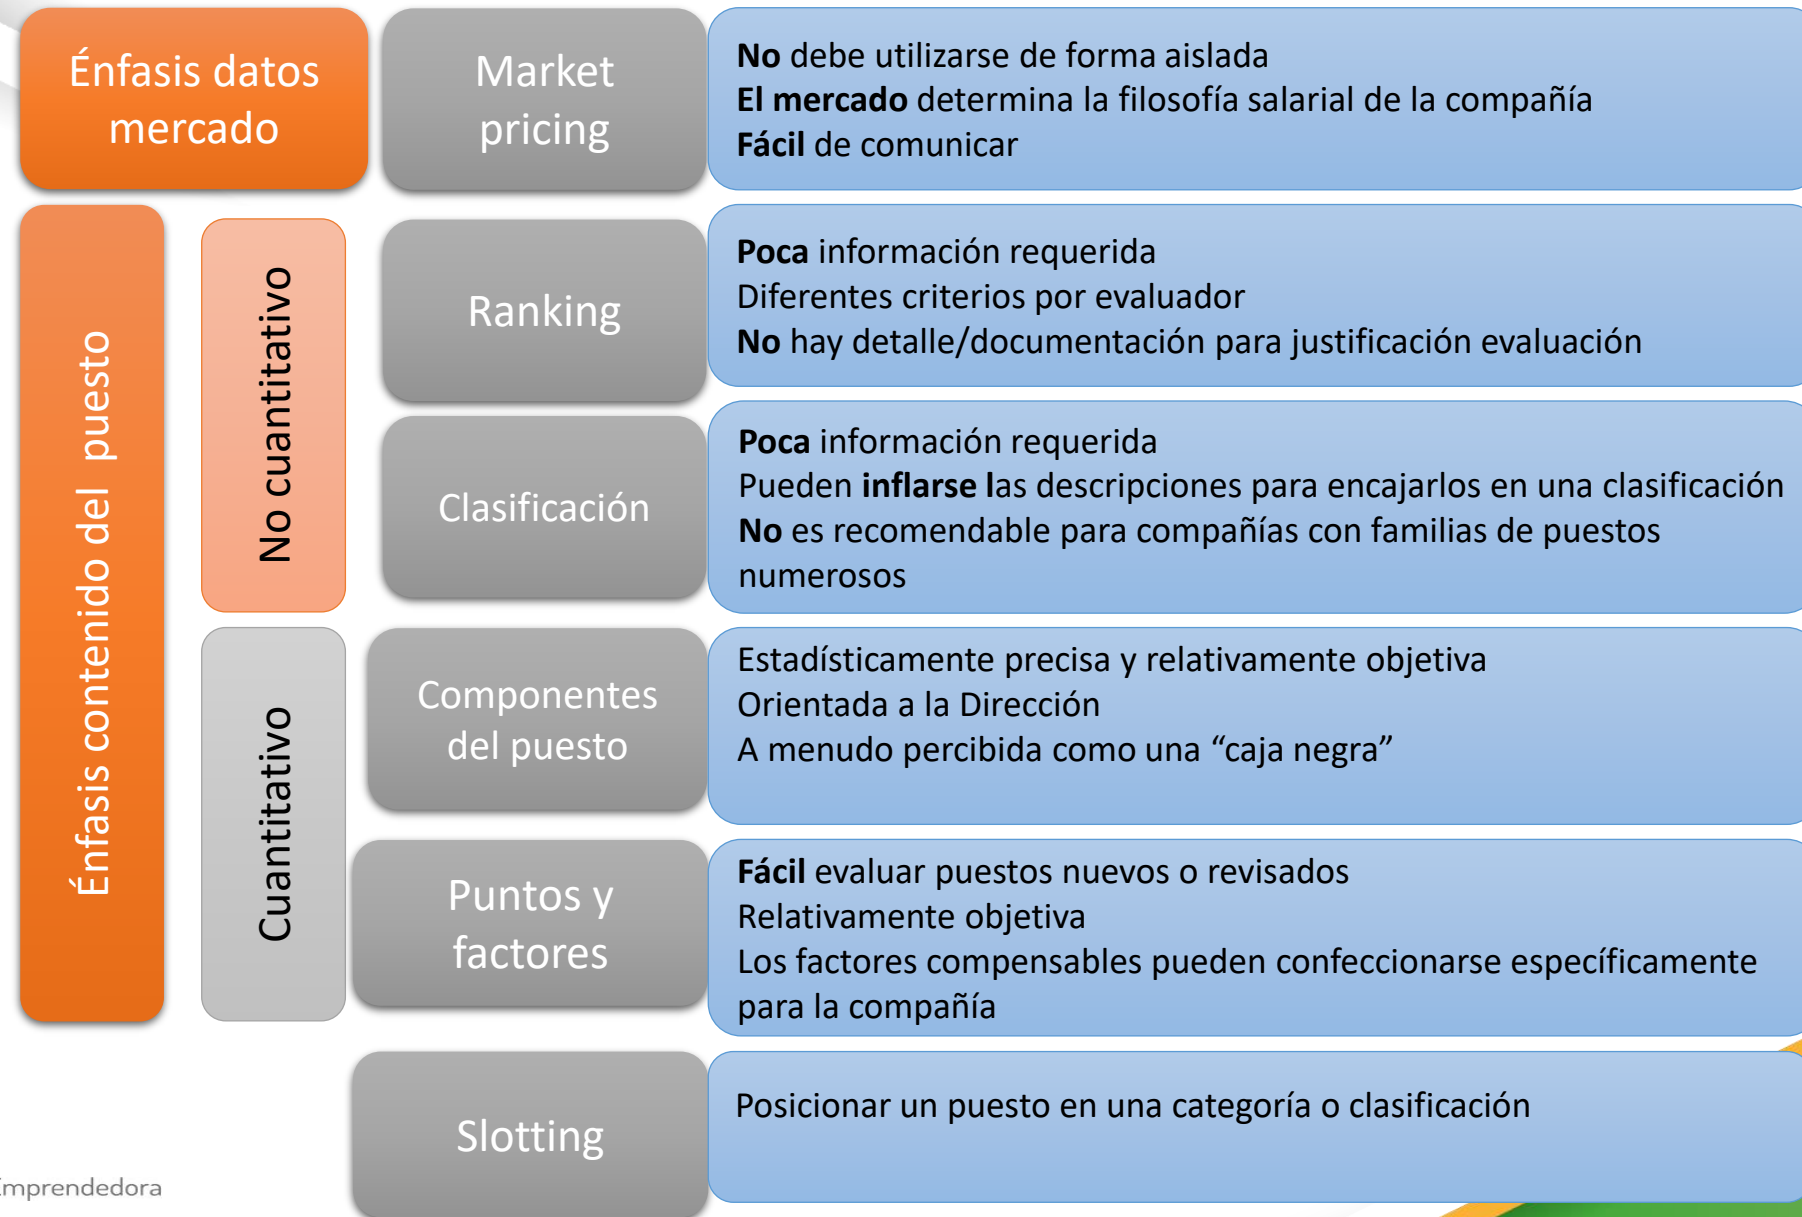 Énfasis datos
mercado
Market
pricing
No debe utilizarse de forma aislada
El mercado determina la filosofía salarial de la compañía
Fácil de comunicar
Énfasis contenido del puesto
No cuantitativo
Ranking
Poca información requerida
Diferentes criterios por evaluador
No hay detalle/documentación para justificación evaluación
Clasificación
Poca información requerida
Pueden inflarse las descripciones para encajarlos en una clasificación
No es recomendable para compañías con familias de puestos
numerosos
Cuantitativo
Componentes
del puesto
Estadísticamente precisa y relativamente objetiva
Orientada a la Dirección
A menudo percibida como una “caja negra”
Puntos y
factores
Fácil evaluar puestos nuevos o revisados
Relativamente objetiva
Los factores compensables pueden confeccionarse específicamente
para la compañía
Slotting
Posicionar un puesto en una categoría o clasificación
Emprendedora